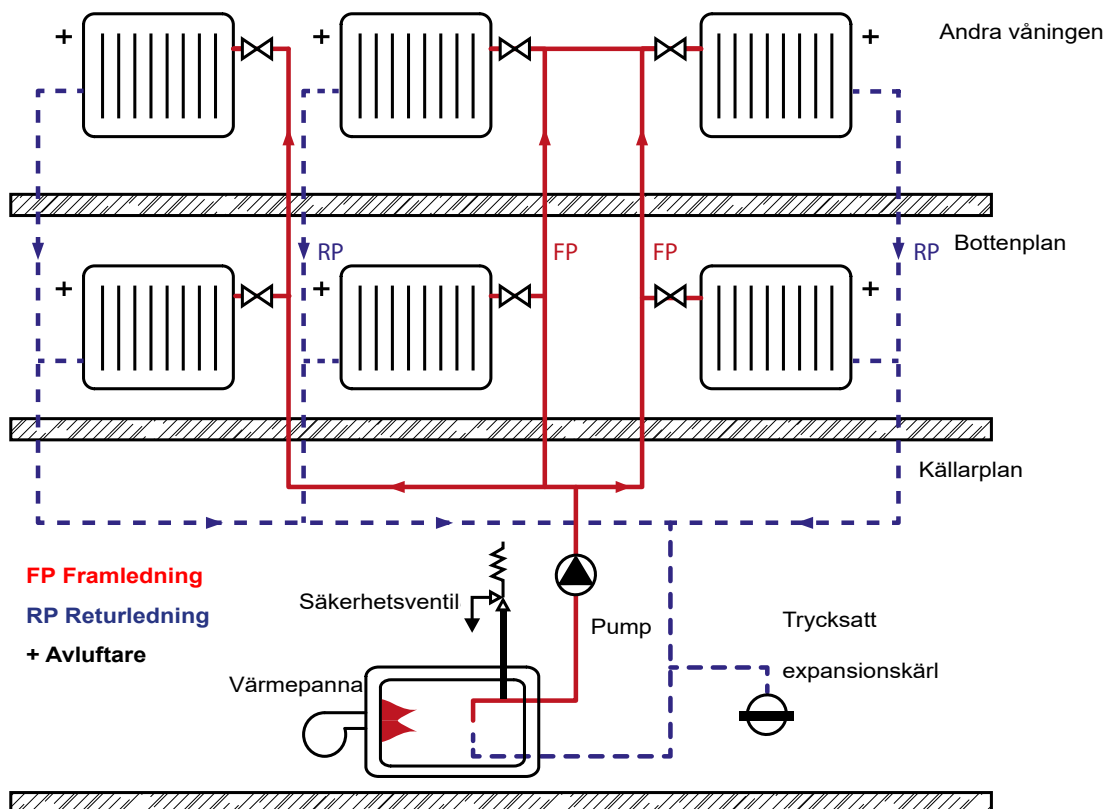 +
+
+
Andra våningen
Bottenplan
RP
FP
FP
RP
+
+
+
Källarplan
FP Framledning
RP Returledning
+ Avluftare
Säkerhetsventil
Pump
Värmepanna
Trycksatt
expansionskärl